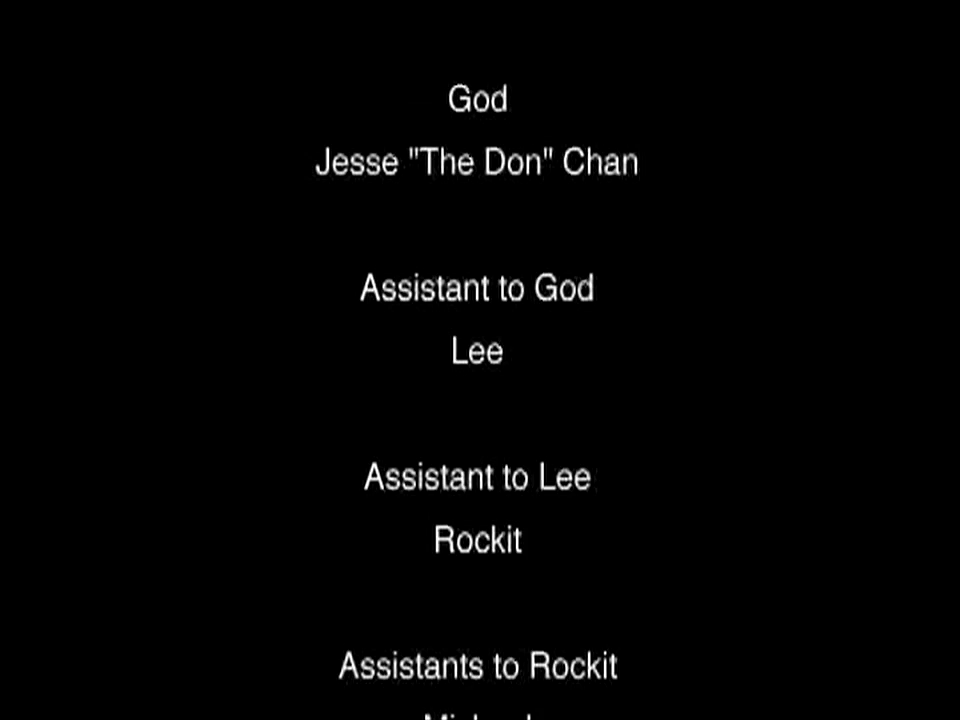 God
Jesse "The Don" Chan
Assistant to God
Lee
Assistant to Lee
Rockit
Assistants to Rockit